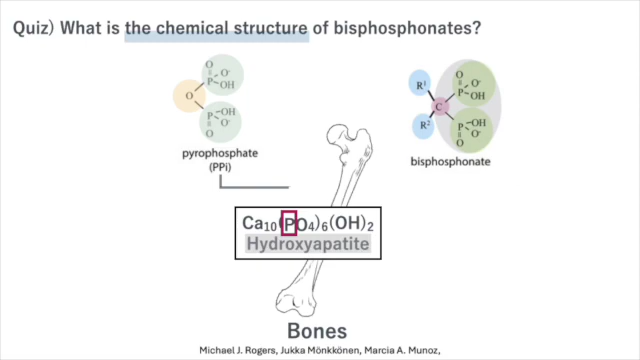 Quiz) What is the chemical structure of bisphosphonates?
O
P
O-
OH
O
P
OH
O-
O
pyrophosphate
(PPi)
R1
C
R2
O
P
O-
OH
P
OH
O-
O
bisphosphonate
Ca10(PO4)6(OH)2
Hydroxyapatite
Bones
Michael J. Rogers, Jukka Mönkkönen, Marcia A. Munoz,